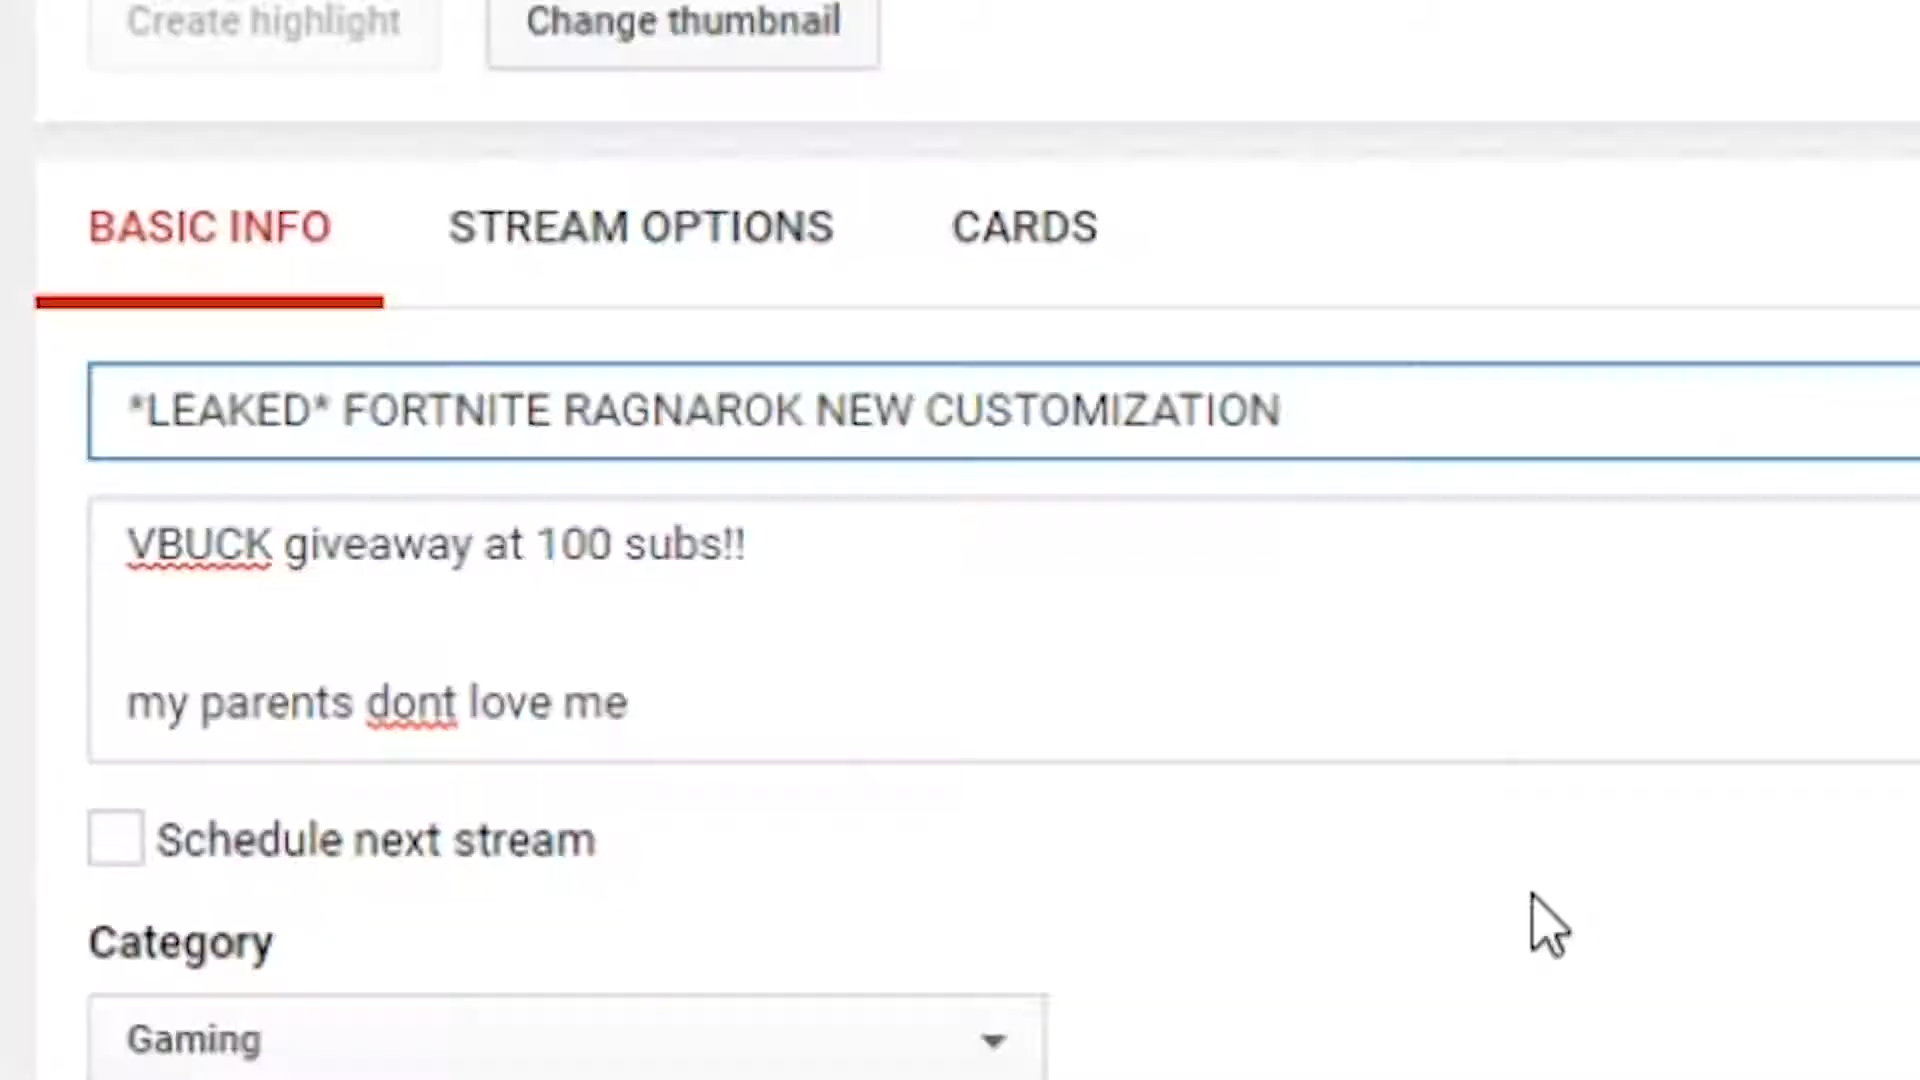 Create highlight Change thumbnail
BASIC INFO STREAM OPTIONS CARDS
*LEAKED* FORTNITE RAGNAROK NEW CUSTOMIZATION
VBUCK giveaway at 100 subs!!
my parents dont love me
Schedule next stream
Category
Gaming